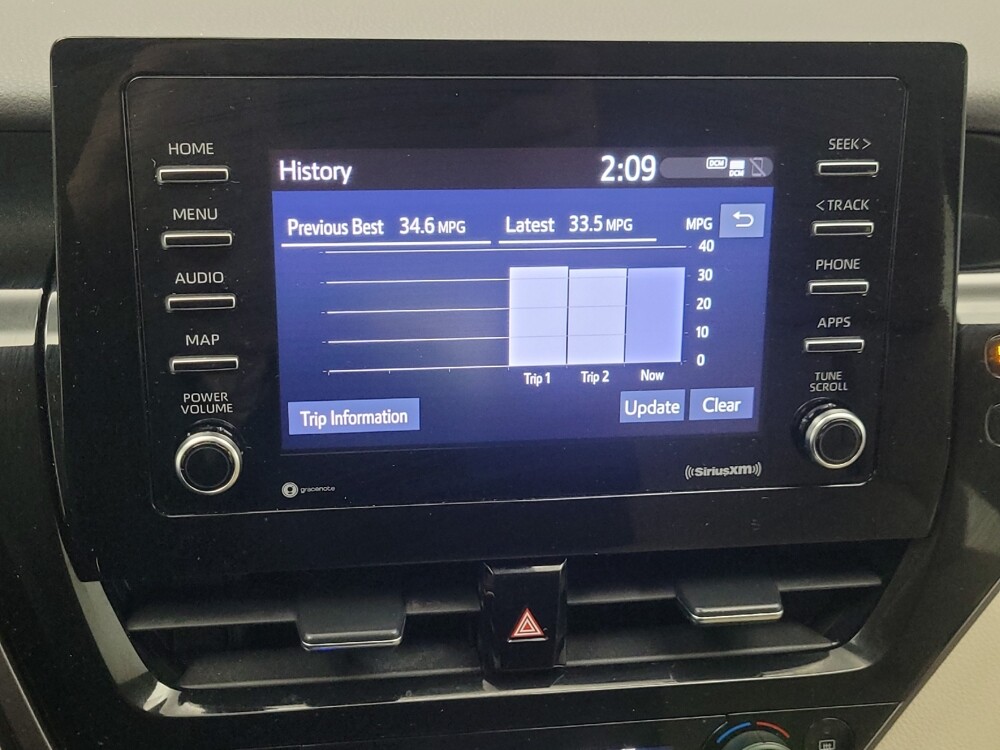 HOME
MENU
AUDIO
MAP
POWER
VOLUME
History 2:09 DCM DCM
Previous Best 34.6 MPG Latest 33.5 MPG MPG
40
30
20
10
0
Trip 1 Trip 2 Now
Trip Information Update Clear
gracenote
SiriusXM
SEEK >
< TRACK
PHONE
APPS
TUNE
SCROLL